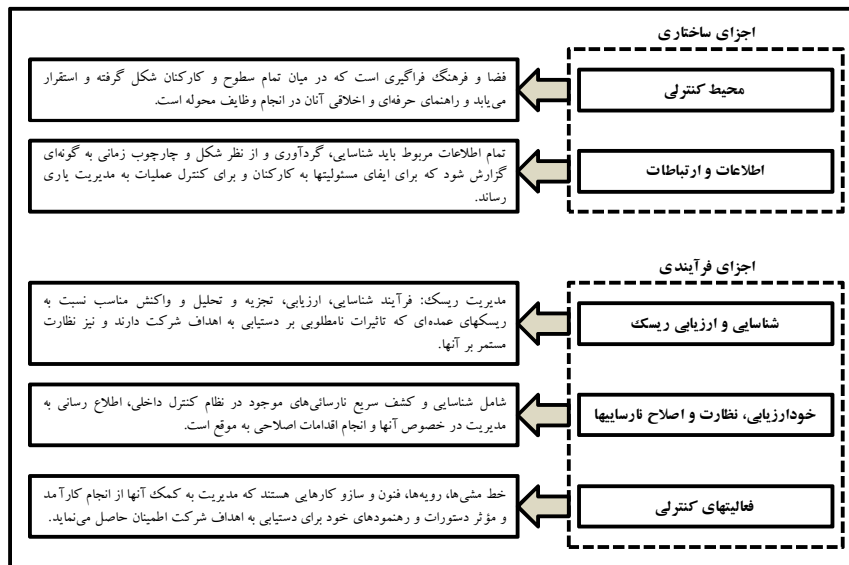 اجزای ساختاری
محیط کنترلی
فضا و فرهنگ فراگیری است که در میان تمام سطوح و کارکنان شکل گرفته و استقرار
می‌یابد و راهنمای حرفه‌ای و اخلاقی آنان در انجام وظایف محوله است.
اطلاعات و ارتباطات
تمام اطلاعات مربوط باید شناسایی، گردآوری و از نظر شکل و چارچوب زمانی به گونه‌ای
گزارش شود که برای ایفای مسئولیتها به کارکنان و برای کنترل عملیات به مدیریت یاری
رساند.
اجزای فرآیندی
شناسایی و ارزیابی ریسک
مدیریت ریسک: فرآیند شناسایی، ارزیابی، تجزیه و تحلیل و واکنش مناسب نسبت به
ریسکهای عمده‌ای که تاثیرات نامطلوبی بر دستیابی به اهداف شرکت دارند و نیز نظارت
مستمر بر آنها.
خودارزیابی، نظارت و اصلاح نارساییها
شامل شناسایی و کشف سریع نارسائی‌های موجود در نظام کنترل داخلی، اطلاع رسانی به
مدیریت در خصوص آنها و انجام اقدامات اصلاحی به موقع است.
فعالیتهای کنترلی
خط مشی‌ها، رویه‌ها، فنون و سازو کارهایی هستند که مدیریت به کمک آنها از انجام کارآمد
و مؤثر دستورات و رهنمودهای خود برای دستیابی به اهداف شرکت اطمینان حاصل می‌نماید.